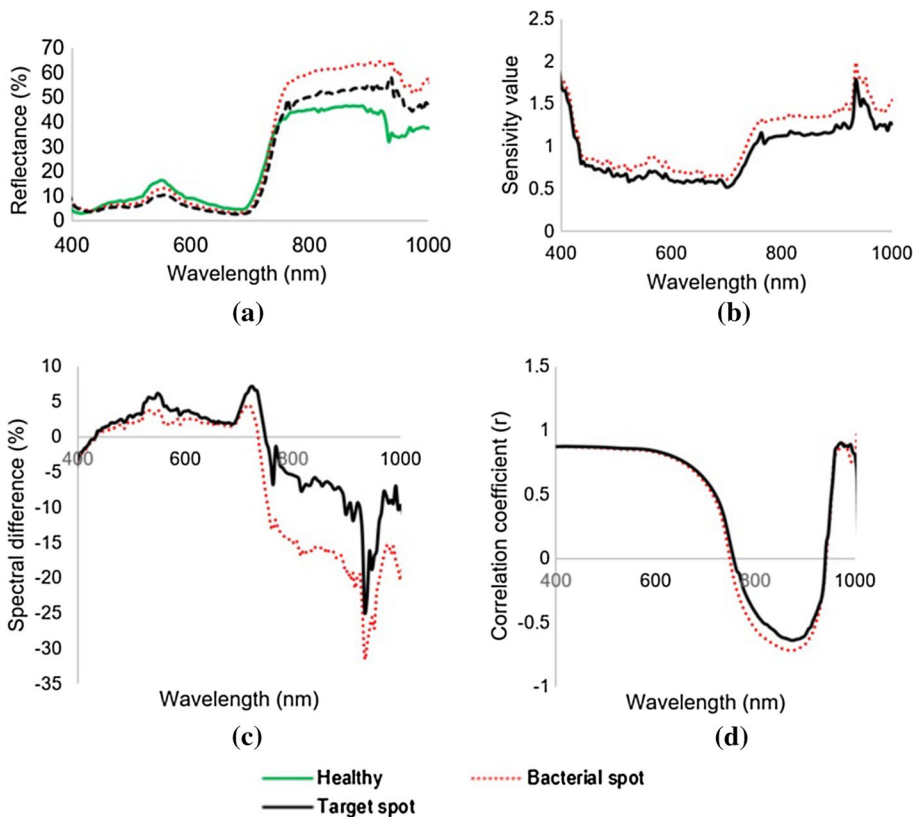 Reflectance (%)
70
60
50
40
30
20
10
0
400 600 800 1000
Wavelength (nm)
(a)
Sensivity value
2.5
2
1.5
1
0.5
0
400 600 800 1000
Wavelength (nm)
(b)
Spectral difference (%)
10
5
0
-5
-10
-15
-20
-25
-30
-35
400 600 800 1000
Wavelength (nm)
(c)
Correlation coefficient (r)
1.5
1
0.5
0
-0.5
-1
400 600 800 1000
Wavelength (nm)
(d)
Healthy
Bacterial spot
Target spot